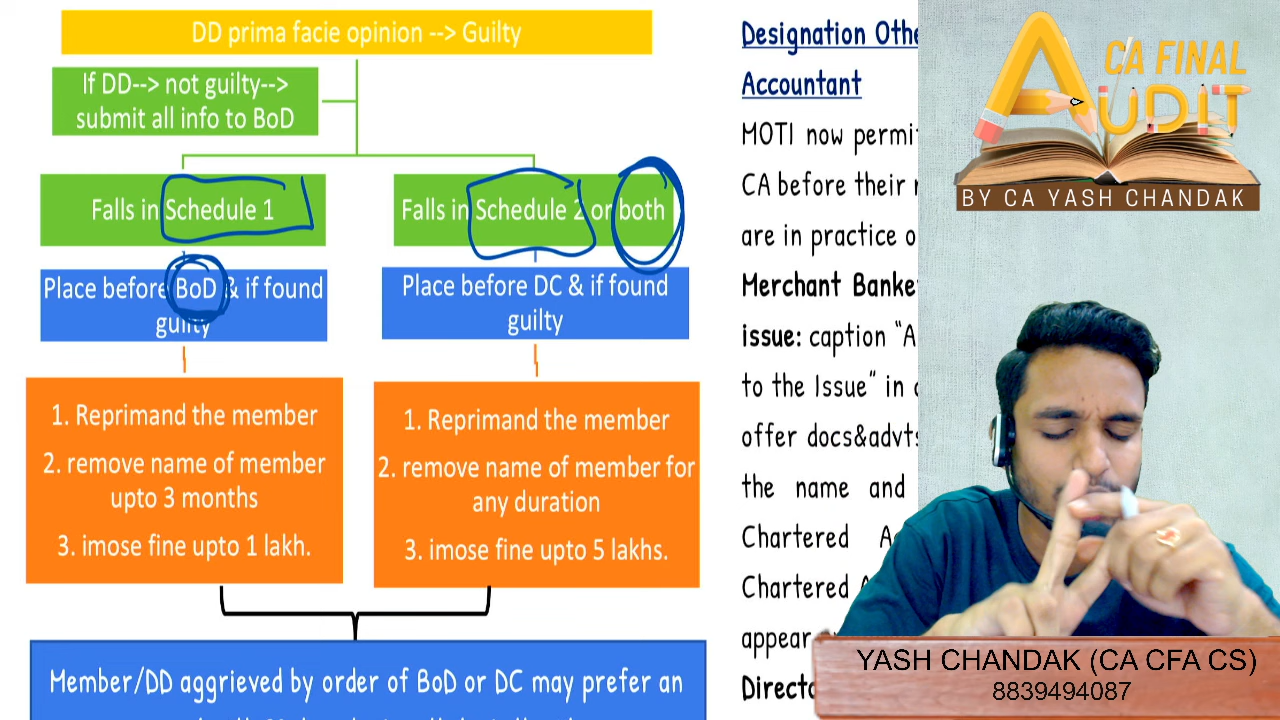 DD prima facie opinion --> Guilty
If DD--> not guilty-->
submit all info to BoD
Falls in Schedule 1
Falls in Schedule 2 or both
Place before BoD & if found
guilty
Place before DC & if found
guilty
1. Reprimand the member
2. remove name of member
upto 3 months
3. imose fine upto 1 lakh.
1. Reprimand the member
2. remove name of member for
any duration
3. imose fine upto 5 lakhs.
Member/DD aggrieved by order of BoD or DC may prefer an
Designation Othe
Accountant
MOTI now permi
CA before their
are in practice o
Merchant Banke
issue: caption "A
to the Issue" in
offer docs&advts
the name and
Chartered
Chartered
appear
Direct
CA FINAL
AUDIT
BY CA YASH CHANDAK
YASH CHANDAK (CA CFA CS)
8839494087